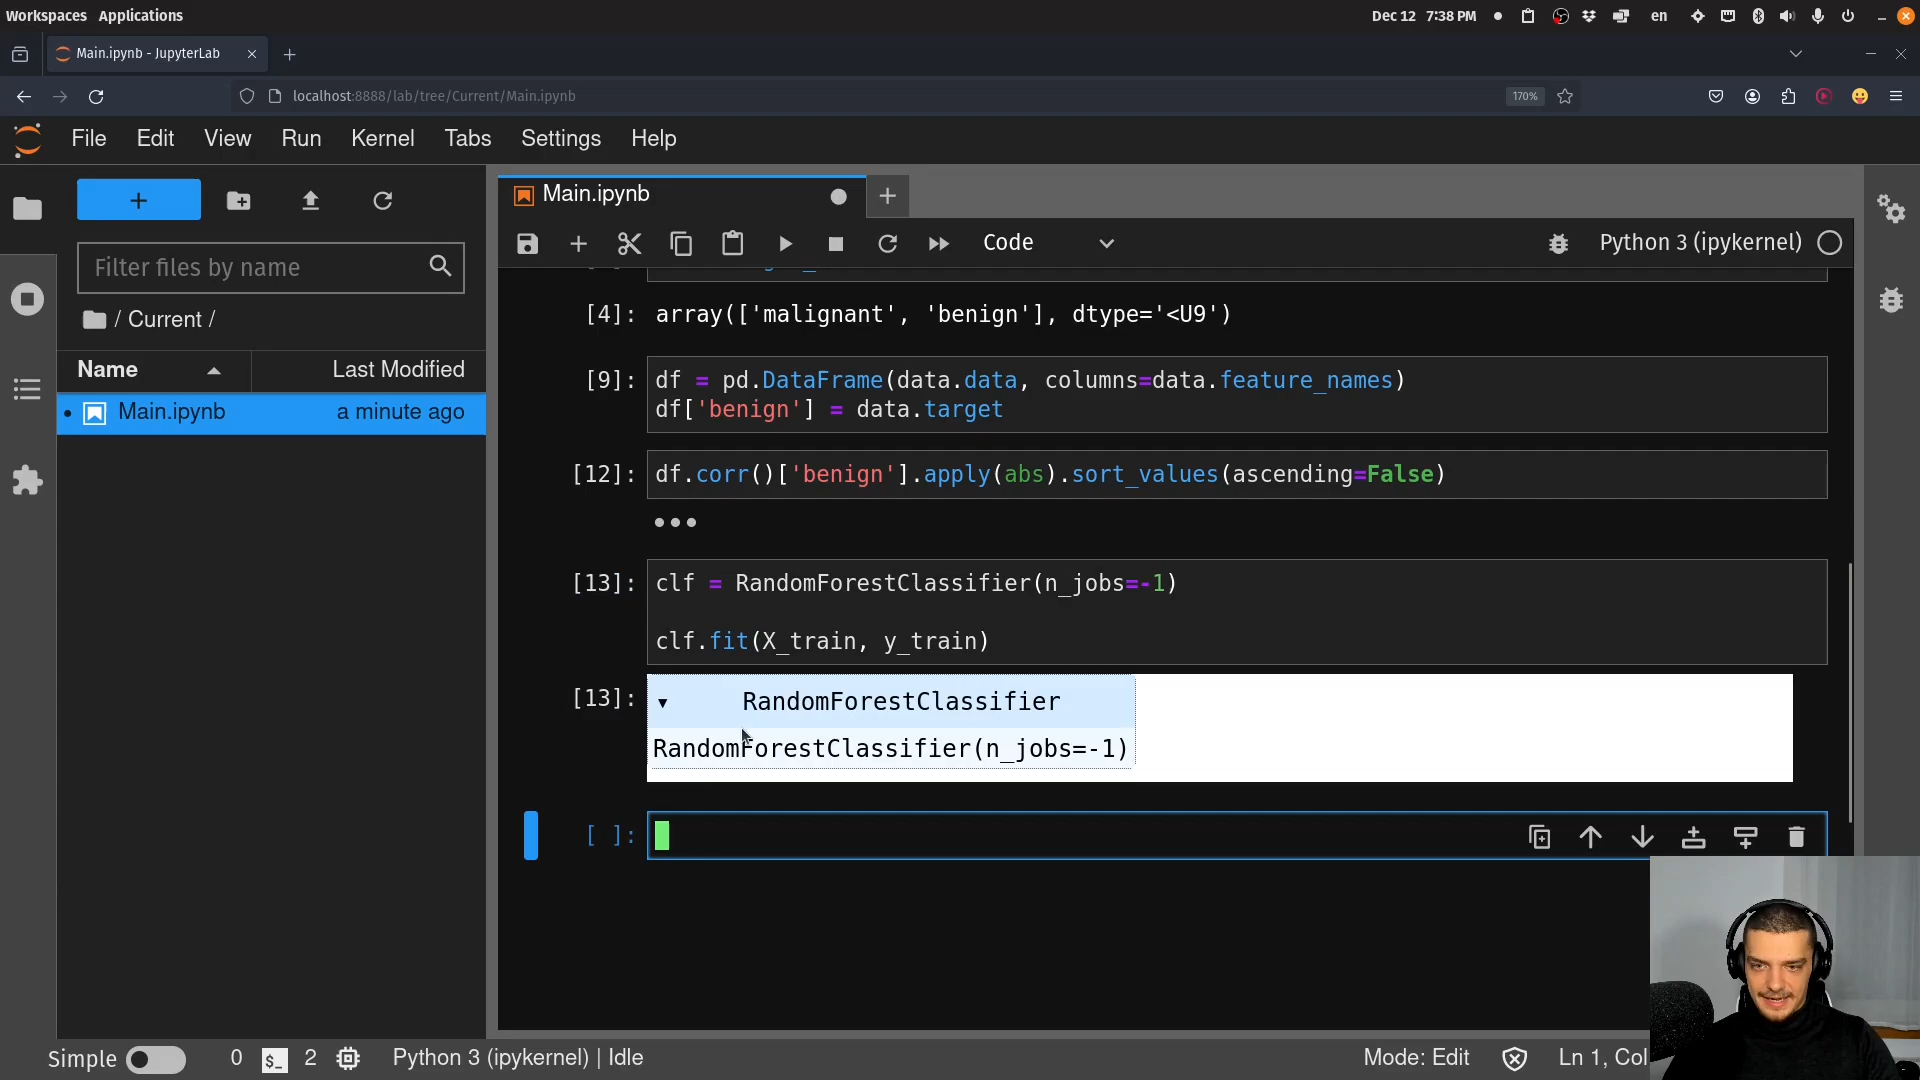 Workspaces Applications
Dec 12 7:38 PM
en
Main.ipynb - JupyterLab
localhost:8888/lab/tree/Current/Main.ipynb
170%
File Edit View Run Kernel Tabs Settings Help
Main.ipynb
Code
Python 3 (ipykernel)
Filter files by name
/ Current /
Name
Last Modified
Main.ipynb
a minute ago
[4]: array(['malignant', 'benign'], dtype='<U9')
[9]: df = pd.DataFrame(data.data, columns=data.feature_names)
df['benign'] = data.target
[12]: df.corr()['benign'].apply(abs).sort_values(ascending=False)
[13]: clf = RandomForestClassifier(n_jobs=-1)
clf.fit(X_train, y_train)
[13]: ▾ RandomForestClassifier
RandomForestClassifier(n_jobs=-1)
[ ]:
Simple
0
$_
2
Python 3 (ipykernel) | Idle
Mode: Edit
Ln 1, Col